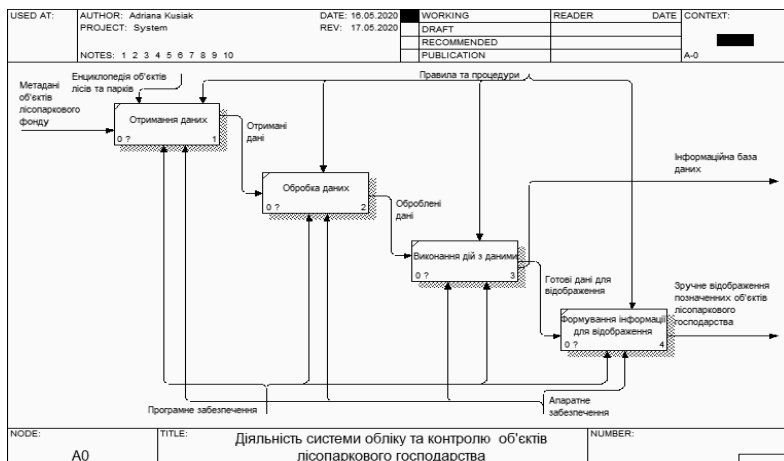 USED AT:
AUTHOR: Adriana Kusiak
DATE: 16.05.2020
PROJECT: System
REV: 17.05.2020
NOTES: 1 2 3 4 5 6 7 8 9 10
WORKING
DRAFT
RECOMMENDED
PUBLICATION
READER
DATE
CONTEXT:
A-0
Метадані
об'єктів
лісопаркового
фонду
Енциклопедія об'єктів
лісів та парків
Правила та процедури
Отримання даних
0 ?
1
Отримані
дані
Обробка даних
0 ?
2
Оброблені
дані
Виконання дій з даними
0 ?
3
Інформаційна база
даних
Готові дані для
відображення
Формування інформації
для відображення
0 ?
4
Зручне відображення
позначенних об'єктів
лісопаркового
господарства
Програмне забезпечення
Апаратне
забезпечення
NODE:
A0
TITLE:
Діяльність системи обліку та контролю об'єктів
лісопаркового господарства
NUMBER: